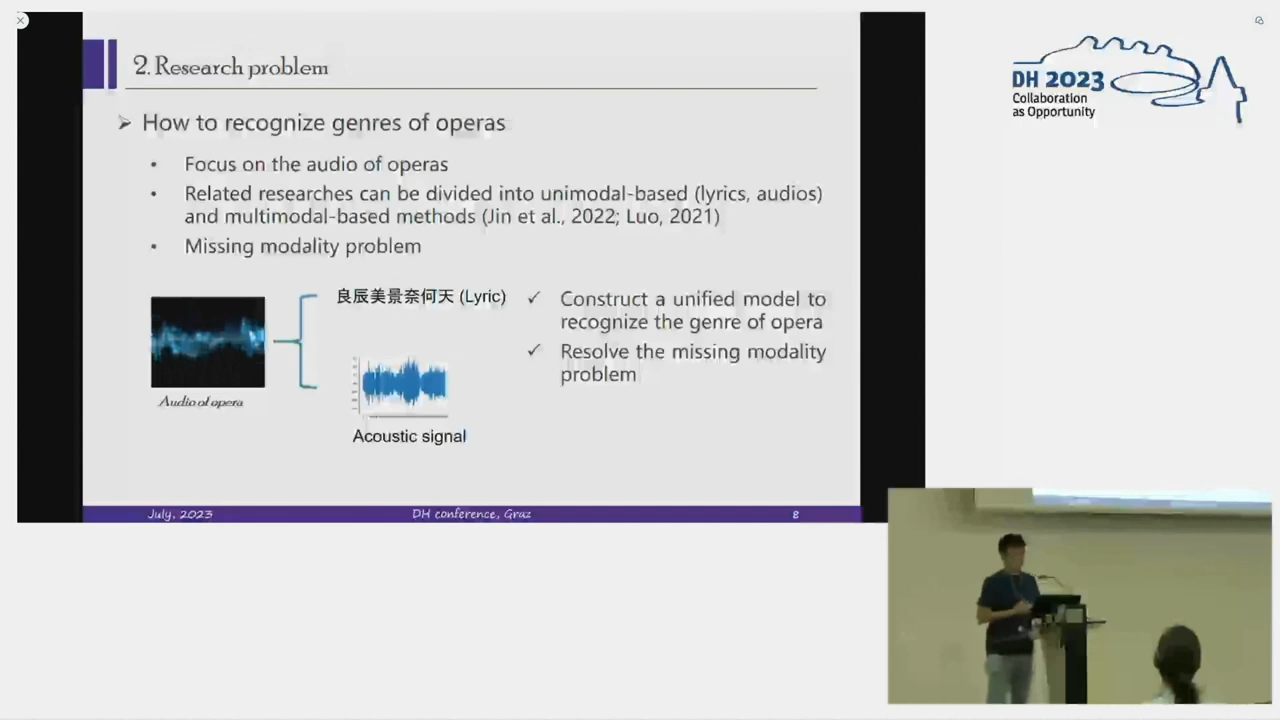 2. Research problem
➢ How to recognize genres of operas
• Focus on the audio of operas
• Related researches can be divided into unimodal-based (lyrics, audios)
and multimodal-based methods (Jin et al., 2022; Luo, 2021)
• Missing modality problem
良辰美景奈何天 (Lyric)
Audio of opera
Acoustic signal
✓ Construct a unified model to
recognize the genre of opera
✓ Resolve the missing modality
problem
July, 2023
DH conference, Graz
8
DH 2023
Collaboration
as Opportunity